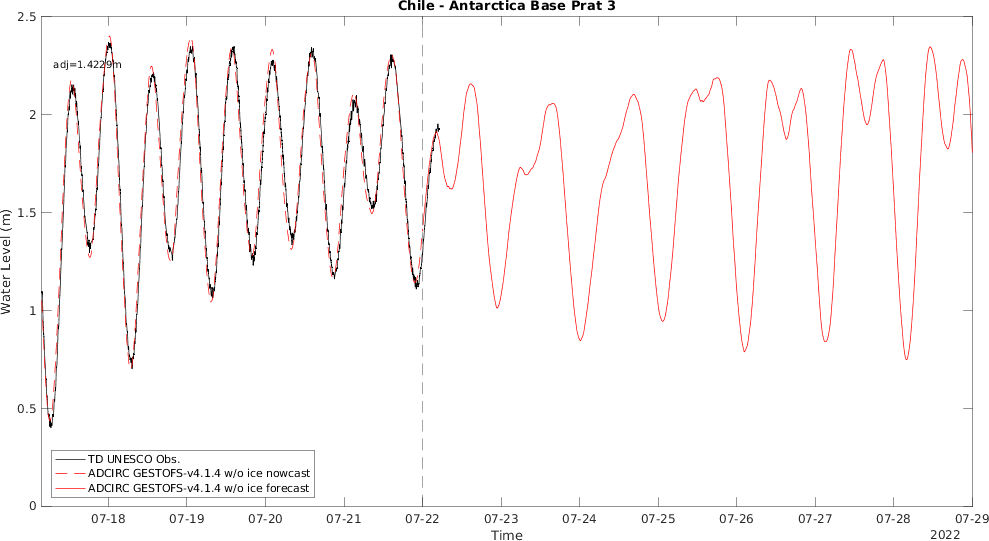 Chile - Antarctica Base Prat 3
2.5
adj=1.4229m
2
1.5
Water Level (m)
1
0.5
TD UNESCO Obs.
ADCIRC GESTOFS-v4.1.4 w/o ice nowcast
ADCIRC GESTOFS-v4.1.4 w/o ice forecast
0
07-18 07-19 07-20 07-21 07-22 07-23 07-24 07-25 07-26 07-27 07-28 07-29
Time
2022